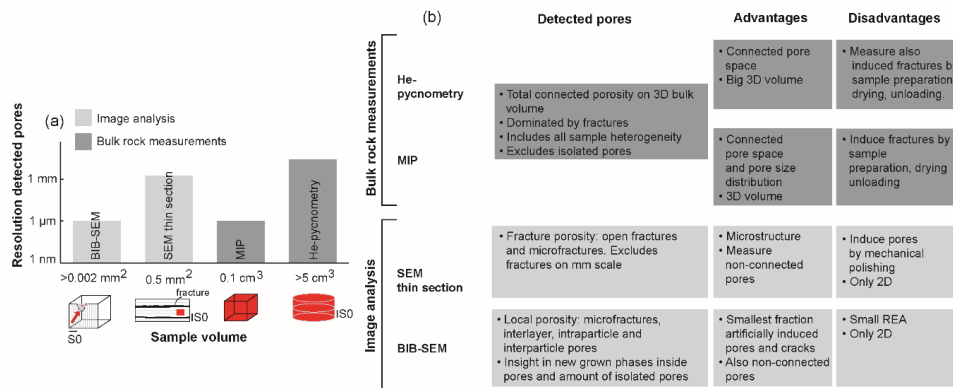 (a)
Image analysis
Bulk rock measurements
Resolution detected pores
1 mm
1 µm
1 nm
BIB-SEM
SEM thin section
MIP
He-pycnometry
>0.002 mm2
0.5 mm2
0.1 cm3
>5 cm3
fracture
S0
IS0
IS0
Sample volume
(b)
Detected pores
Advantages
Disadvantages
Bulk rock measurements
He-
pycnometry
MIP
• Total connected porosity on 3D bulk
volume
• Dominated by fractures
• Includes all sample heterogeneity
• Excludes isolated pores
• Connected pore
space
• Big 3D volume
• Measure also
induced fractures by
sample preparation,
drying, unloading.
• Connected
pore space
and pore size
distribution
• 3D volume
• Induce fractures by
sample
preparation, drying
unloading
Image analysis
SEM
thin section
• Fracture porosity: open fractures
and microfractures. Excludes
fractures on mm scale
• Microstructure
• Measure
non-connected
pores
• Induce pores
by mechanical
polishing
• Only 2D
BIB-SEM
• Local porosity: microfractures,
interlayer, intraparticle and
interparticle pores
• Insight in new grown phases inside
pores and amount of isolated pores
• Smallest fraction
artificially induced
pores and cracks
• Also non-connected
pores
• Small REA
• Only 2D